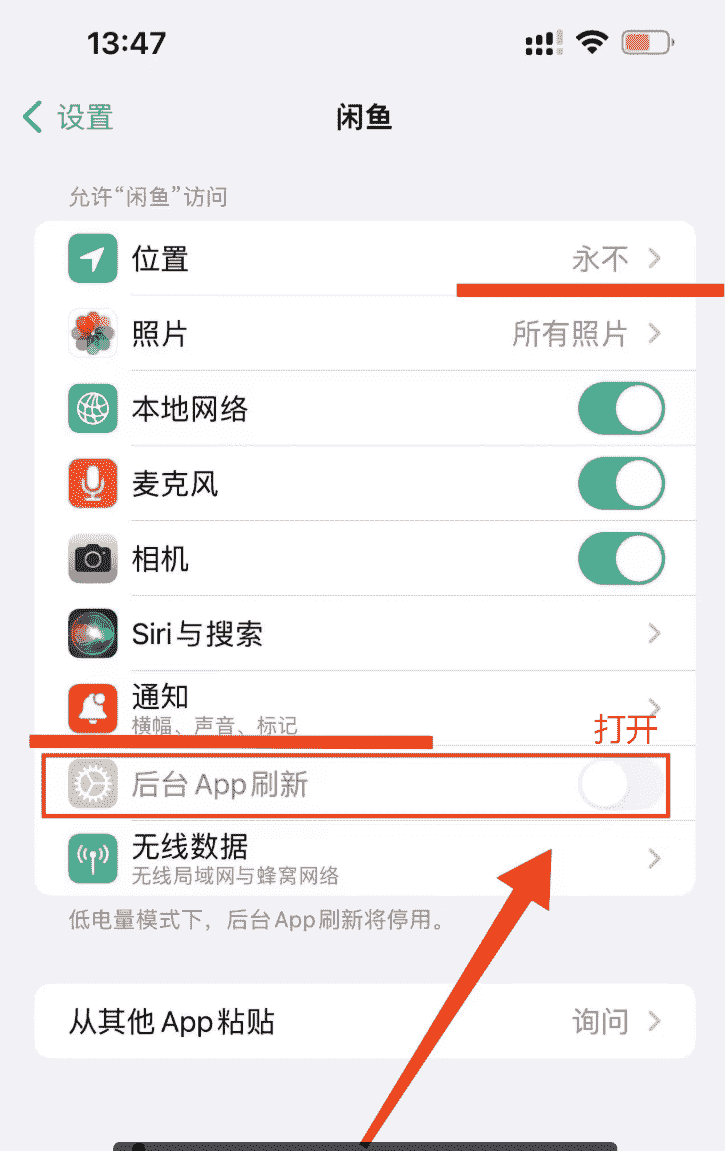 13:47
设置
闲鱼
允许“闲鱼”访问
位置
永不
照片
所有照片
本地网络
麦克风
相机
Siri与搜索
通知
横幅、声音、标记
打开
后台App刷新
无线数据
无线局域网与蜂窝网络
低电量模式下，后台App刷新将停用。
从其他App粘贴
询问